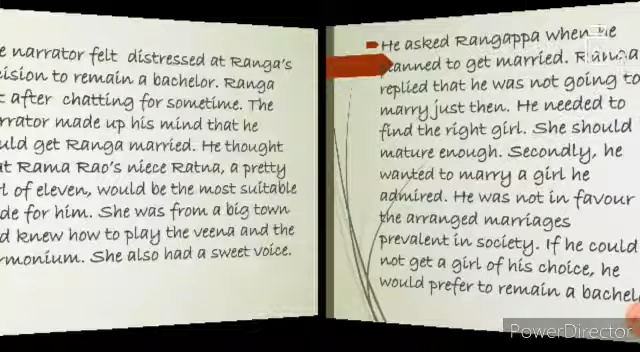 narrator felt distressed at Ranga's
to remain a bachelor. Ranga
after chatting for sometime. The
made up his mind that he
get Ranga married. He thought
Rama Rao's niece Ratna, a pretty
of eleven, would be the most suitable
for him. She was from a big town
knew how to play the veena and the
She also had a sweet voice.
He asked Rangappa when he
planned to get married. Ranga
replied that he was not going to
marry just then. He needed to
find the right girl. She should
mature enough. Secondly, he
wanted to marry a girl he
admired. He was not in favour
the arranged marriages
prevalent in society. If he could
not get a girl of his choice, he
would prefer to remain a
PowerDirector